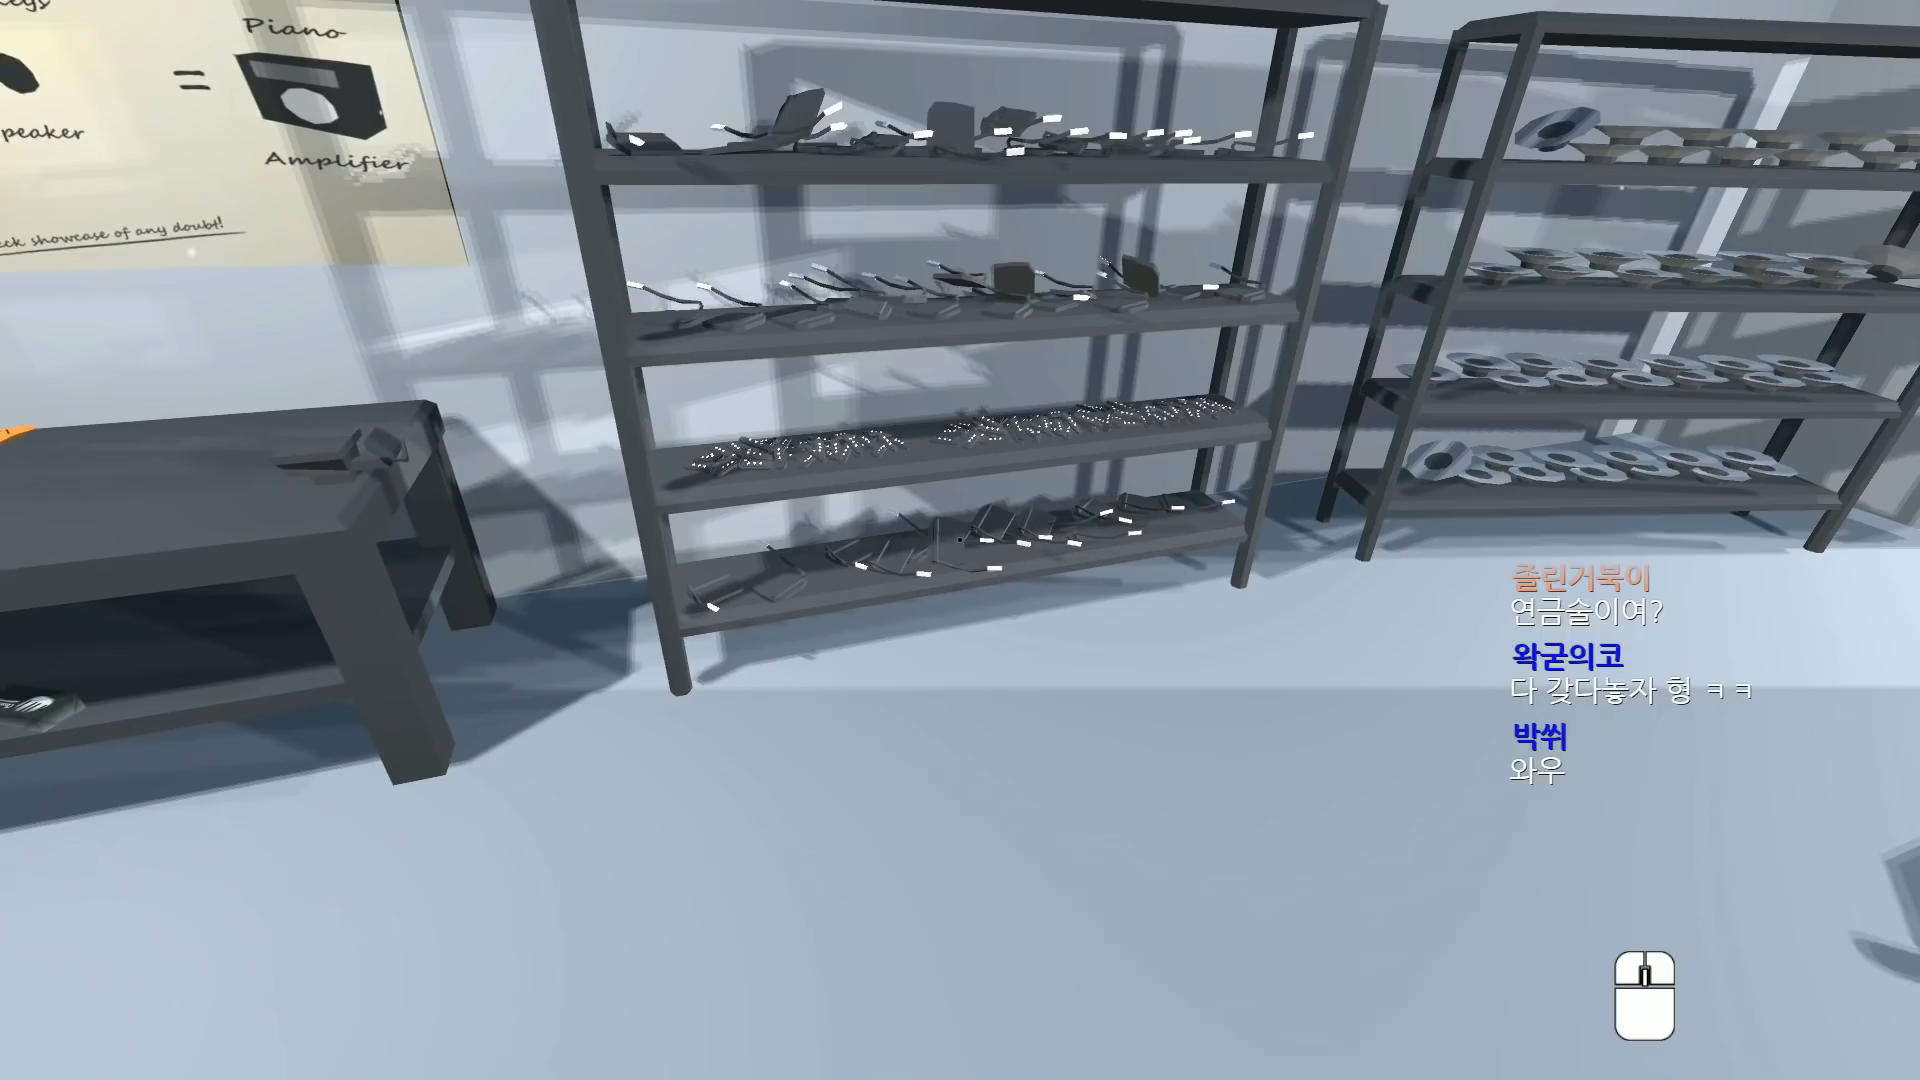 Piano
=
peaker
Amplifier
eck showcase of any doubt!
졸린거북이
연금술이여?
왁굳의코
다 갖다놓자 형 ㅋㅋ
박쒸
와우